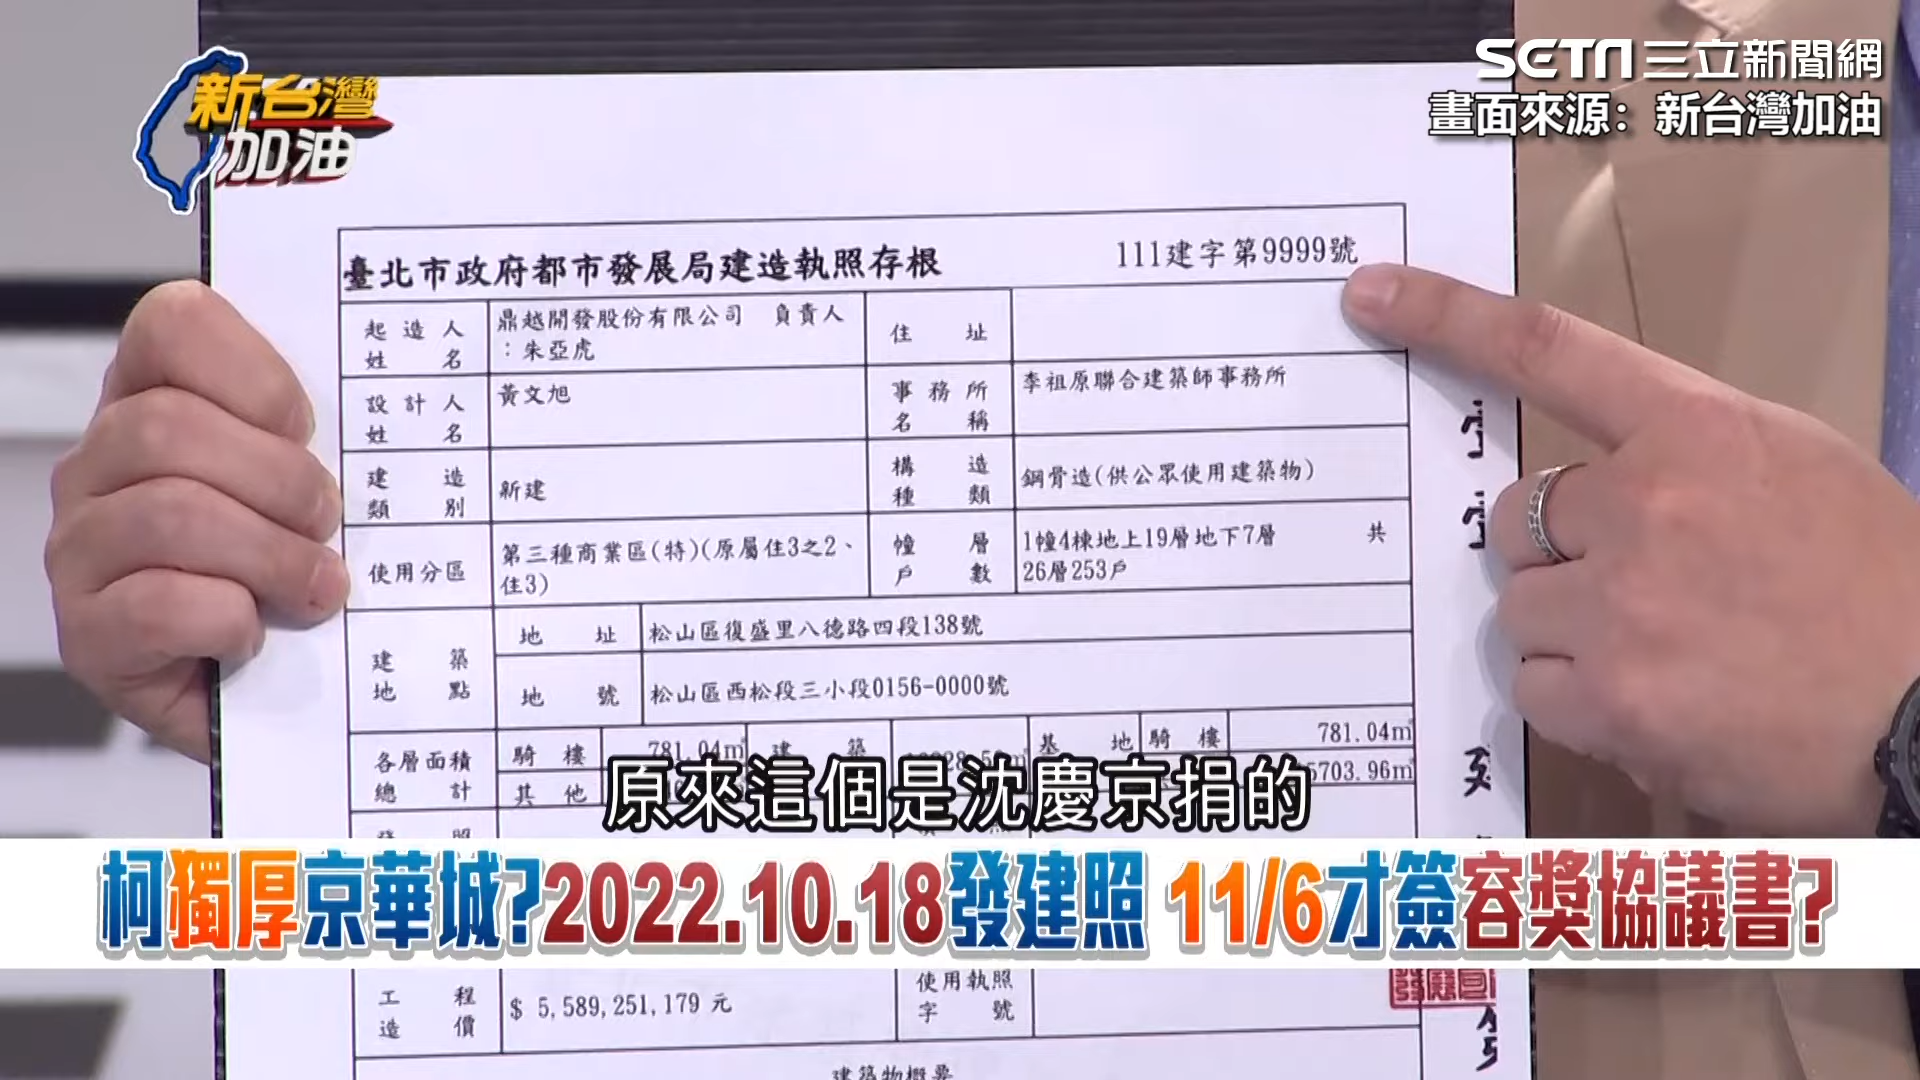 新台灣
加油
SETN三立新聞網
畫面來源：新台灣加油
臺北市政府都市發展局建造執照存根
111建字第9999號
起造人姓名
鼎越開發股份有限公司 負責人
：朱亞虎
住址
設計人姓名
黃文旭
事務所名稱
李祖原聯合建築師事務所
建造類別
新建
構造種類
鋼骨造(供公眾使用建築物)
使用分區
第三種商業區(特)(原屬住3之2、
住3)
幢層戶數
1幢4棟地上19層地下7層 共
26層253戶
建築地點
地址
松山區復盛里八德路四段138號
地號
松山區西松段三小段0156-0000號
各層面積總計
騎樓
781.04㎡
建築
基地
騎樓
781.04㎡
其他
5703.96㎡
原來這個是沈慶京捐的
柯獨厚京華城?2022.10.18發建照 11/6才簽容獎協議書?
工程造價
$ 5,589,251,179 元
使用執照字號
建築物概要